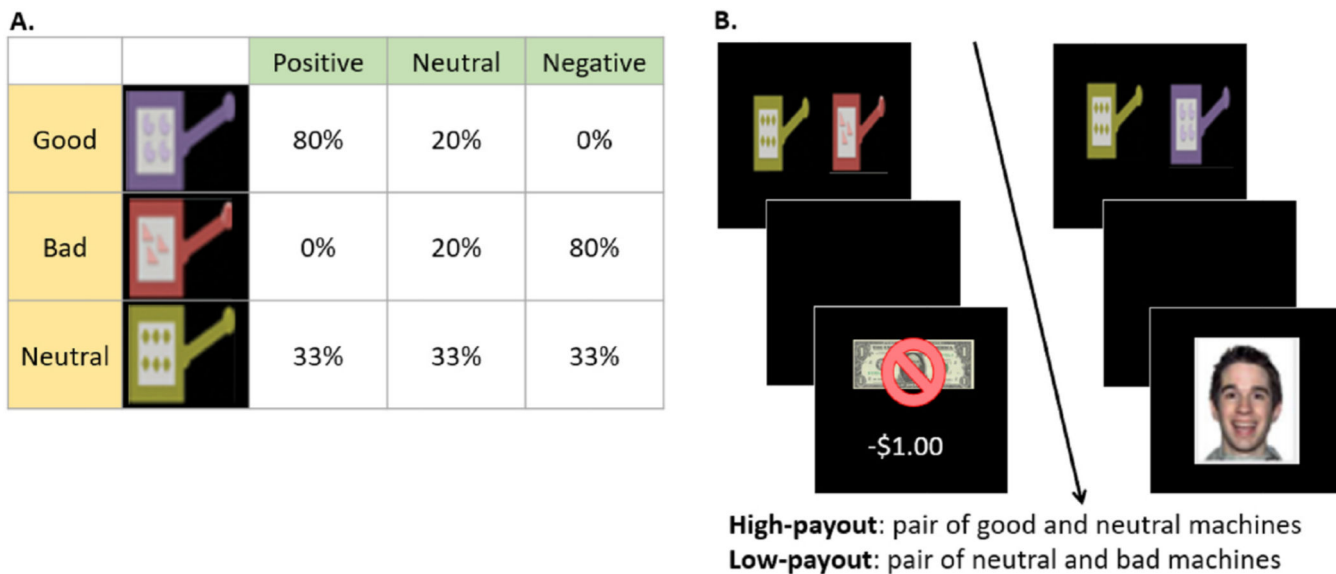 A.
Positive Neutral Negative
Good 80% 20% 0%
Bad 0% 20% 80%
Neutral 33% 33% 33%
B.
-$1.00
High-payout: pair of good and neutral machines
Low-payout: pair of neutral and bad machines